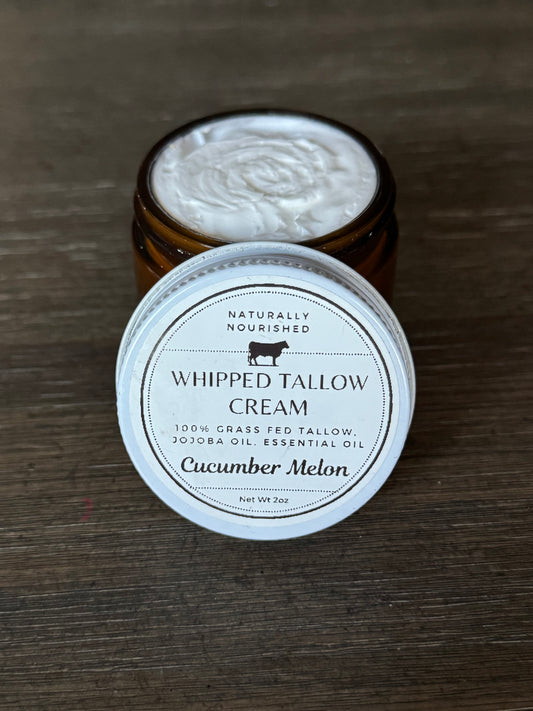 NATURALLY
NOURISHED
WHIPPED TALLOW
CREAM
100% GRASS FED TALLOW,
JOJOBA OIL, ESSENTIAL OIL
Cucumber Melon
Net Wt 2oz